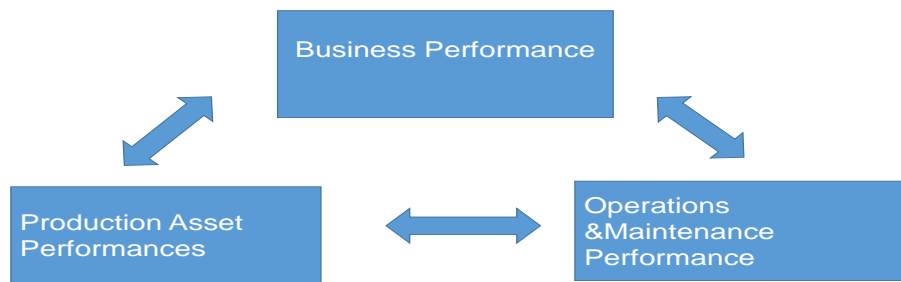 Business Performance
Production Asset
Performances
Operations
&Maintenance
Performance